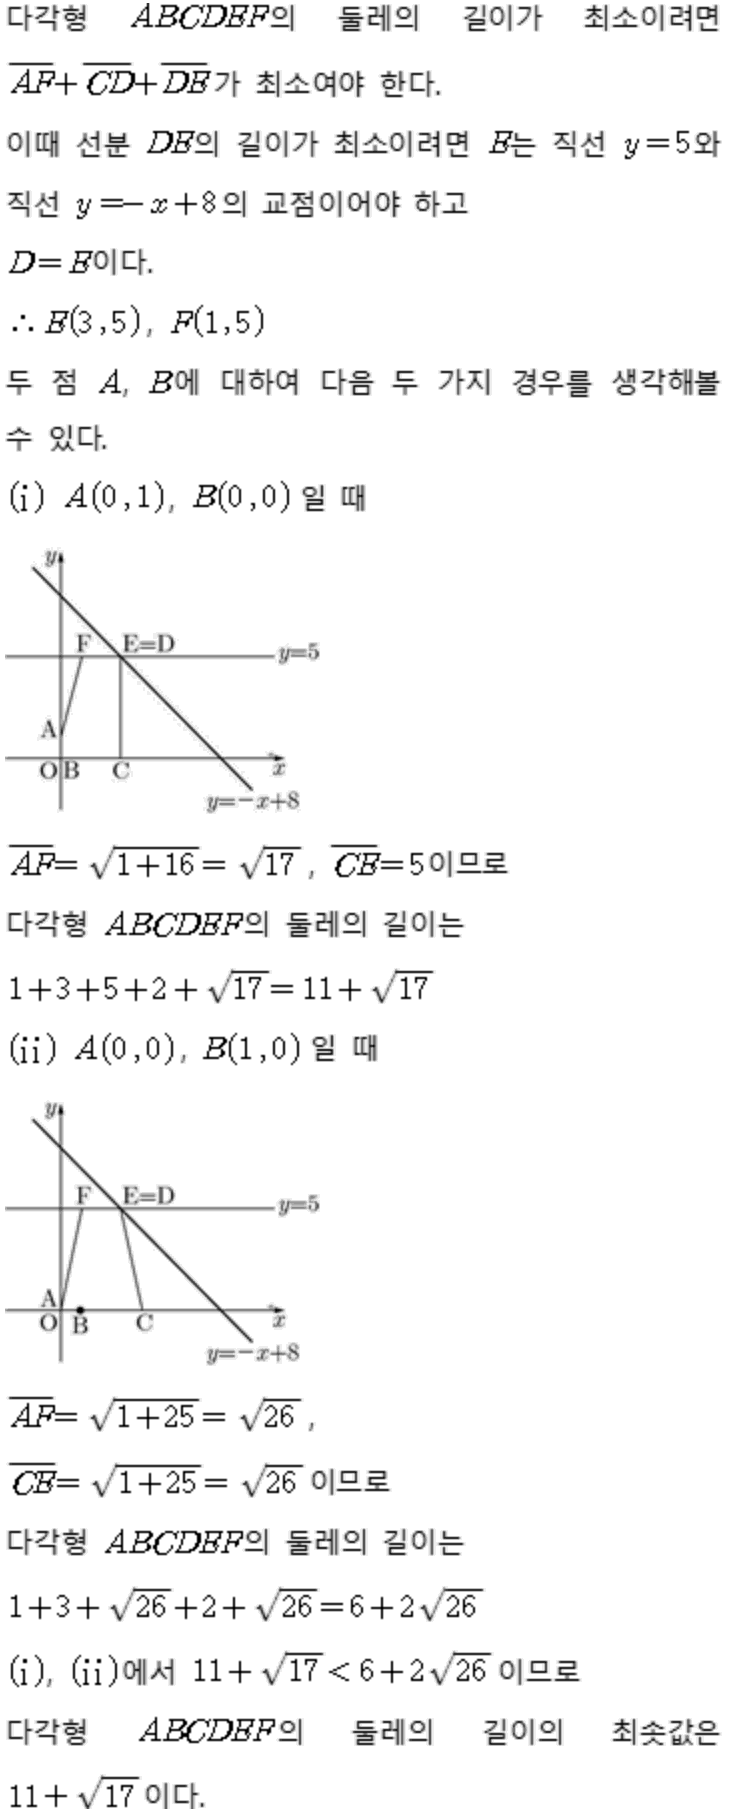 다각형 ABCDEF의 둘레의 길이가 최소이려면
AF+CD+DE가 최소여야 한다.
이때 선분 DE의 길이가 최소이려면 E는 직선 y=5와
직선 y=-x+8의 교점이어야 하고
D=E이다.
∴ E(3,5), F(1,5)
두 점 A, B에 대하여 다음 두 가지 경우를 생각해볼
수 있다.
(i) A(0,1), B(0,0)일 때
y
F E=D
y=5
A
O B C x
y=-x+8
AF=√(1+16)=√17, CE=5이므로
다각형 ABCDEF의 둘레의 길이는
1+3+5+2+√17=11+√17
(ii) A(0,0), B(1,0)일 때
y
F E=D
y=5
A
O B C x
y=-x+8
AF=√(1+25)=√26,
CE=√(1+25)=√26 이므로
다각형 ABCDEF의 둘레의 길이는
1+3+√26+2+√26=6+2√26
(i), (ii)에서 11+√17<6+2√26 이므로
다각형 ABCDEF의 둘레의 길이의 최솟값은
11+√17이다.